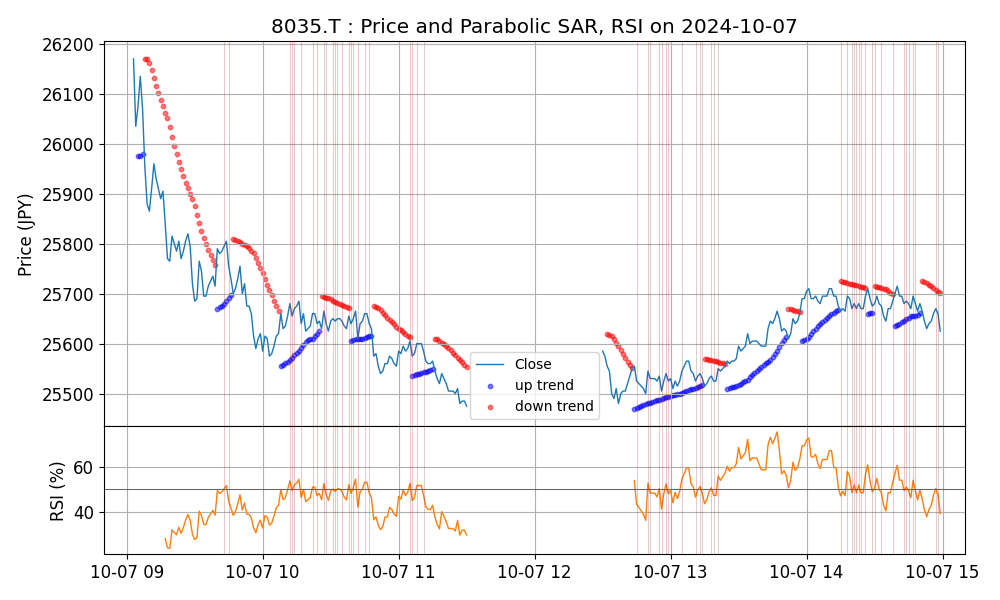 8035.T : Price and Parabolic SAR, RSI on 2024-10-07
Price (JPY)
26200
26100
26000
25900
25800
25700
25600
25500
Close
up trend
down trend
RSI (%)
60
40
10-07 09
10-07 10
10-07 11
10-07 12
10-07 13
10-07 14
10-07 15